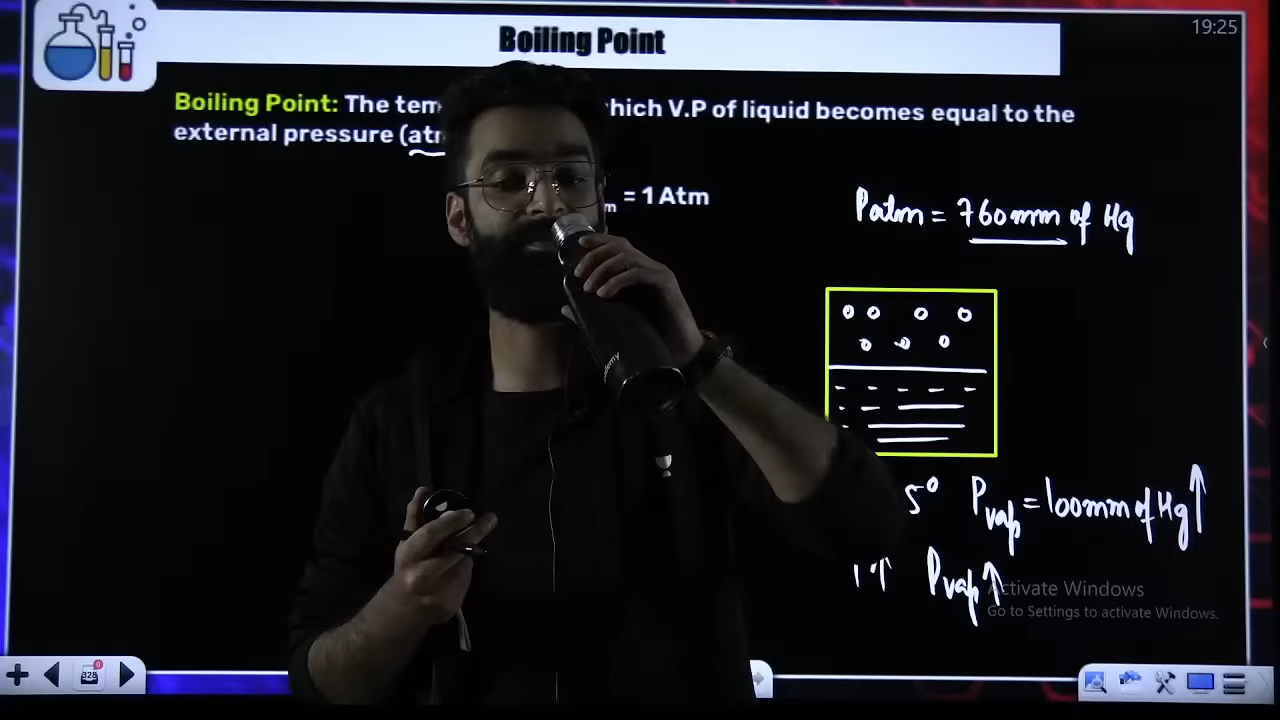 19:25
Boiling Point
Boiling Point: The tem hich V.P of liquid becomes equal to the
external pressure (atm
m = 1 Atm
Patm = 760 mm of Hg
5° Pvap = 100mm of Hg ↑
↑ Pvap ↑
Activate Windows
Go to Settings to activate Windows.
328